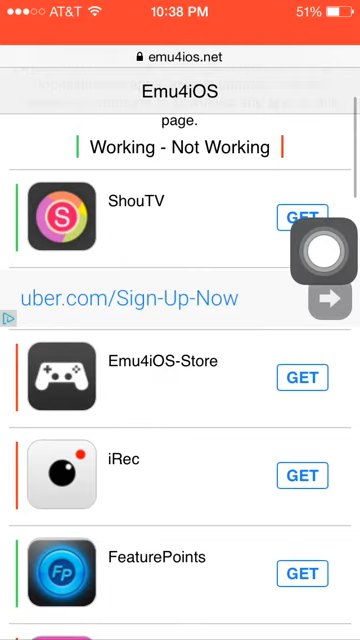 AT&T 10:38 PM 51%
emu4ios.net
Emu4iOS
page.
Working - Not Working
ShouTV
GET
S
uber.com/Sign-Up-Now
Emu4iOS-Store
GET
iRec
GET
FeaturePoints
GET
Fp